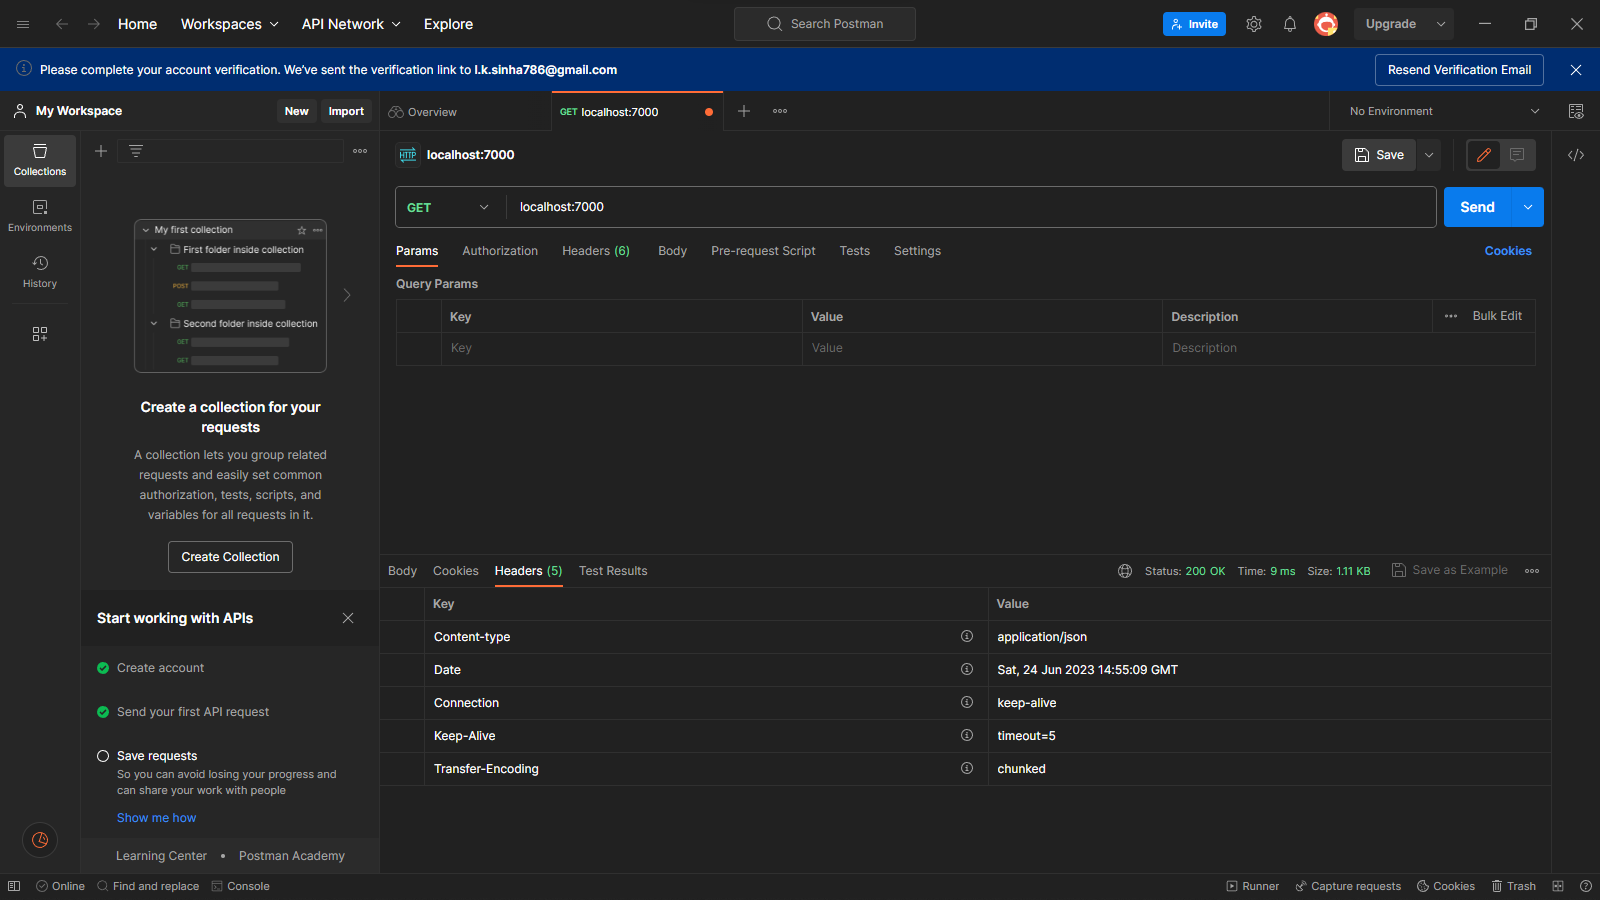 Home Workspaces API Network Explore Search Postman Invite Upgrade
Please complete your account verification. We've sent the verification link to l.k.sinha786@gmail.com Resend Verification Email
My Workspace New Import Overview GET localhost:7000 No Environment
HTTP localhost:7000 Save
Collections
Environments
History
My first collection
First folder inside collection
GET
POST
GET
Second folder inside collection
GET
GET
Create a collection for your
requests
A collection lets you group related
requests and easily set common
authorization, tests, scripts, and
variables for all requests in it.
Create Collection
Start working with APIs
Create account
Send your first API request
Save requests
So you can avoid losing your progress and
can share your work with people
Show me how
Learning Center • Postman Academy
GET localhost:7000 Send
Params Authorization Headers (6) Body Pre-request Script Tests Settings Cookies
Query Params
Key Value Description Bulk Edit
Key Value Description
Body Cookies Headers (5) Test Results Status: 200 OK Time: 9 ms Size: 1.11 KB Save as Example
Key Value
Content-type application/json
Date Sat, 24 Jun 2023 14:55:09 GMT
Connection keep-alive
Keep-Alive timeout=5
Transfer-Encoding chunked
Online Find and replace Console Runner Capture requests Cookies Trash